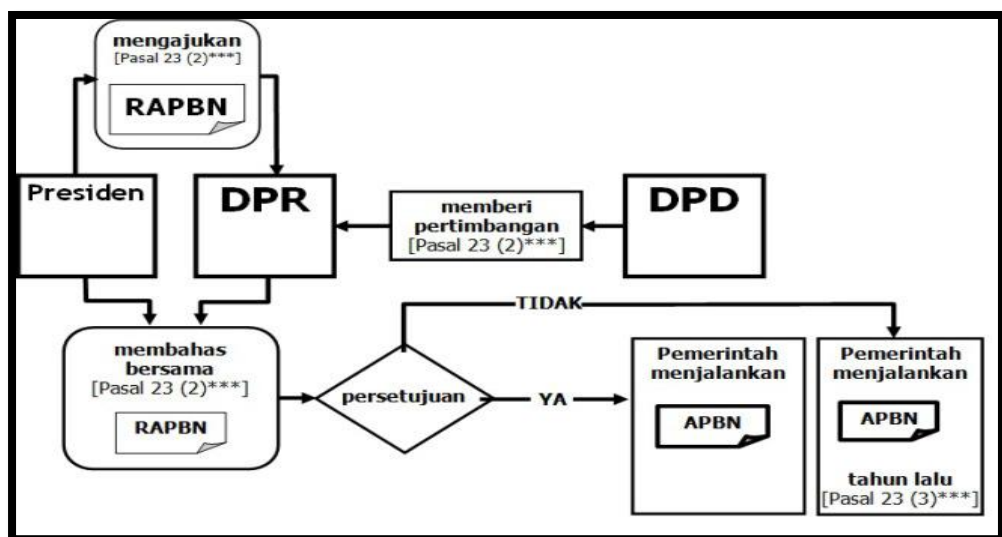 mengajukan
[Pasal 23 (2)***]
RAPBN
Presiden
DPR
memberi
pertimbangan
[Pasal 23 (2)***]
DPD
membahas
bersama
[Pasal 23 (2)***]
RAPBN
persetujuan
TIDAK
YA
Pemerintah
menjalankan
APBN
Pemerintah
menjalankan
APBN
tahun lalu
[Pasal 23 (3)***]